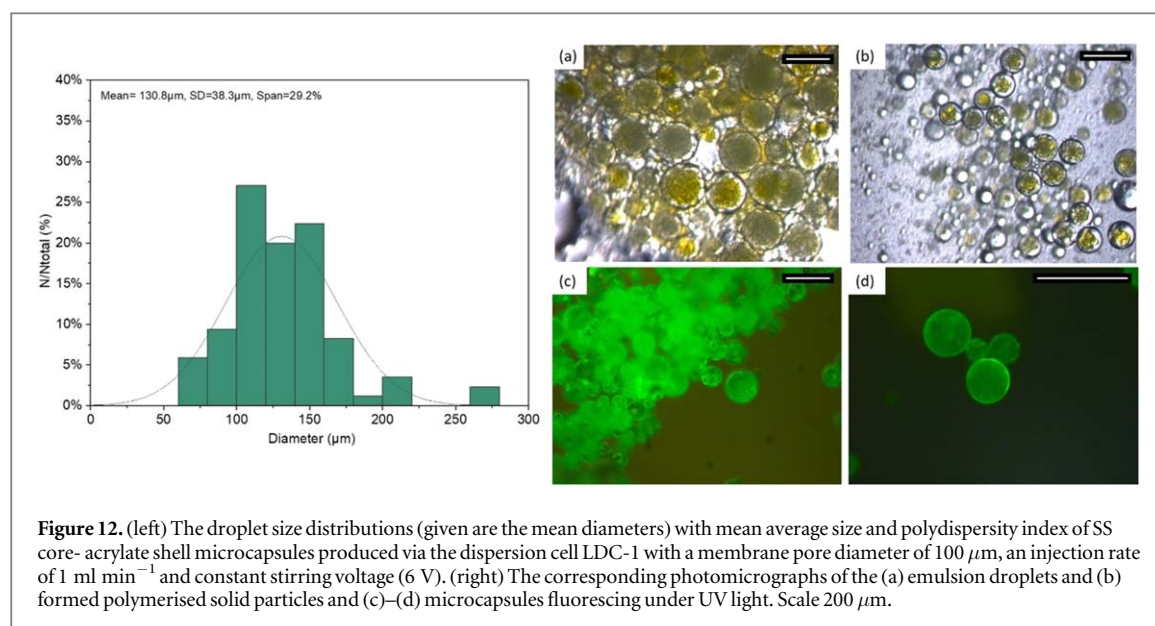 40%
35%
30%
25%
20%
15%
10%
5%
0%
N/Ntotal (%)
Mean= 130.8µm, SD=38.3µm, Span=29.2%
0 50 100 150 200 250 300
Diameter (µm)
(a)
(b)
(c)
(d)
Figure 12. (left) The droplet size distributions (given are the mean diameters) with mean average size and polydispersity index of SS
core- acrylate shell microcapsules produced via the dispersion cell LDC-1 with a membrane pore diameter of 100 μm, an injection rate
of 1 ml min⁻¹ and constant stirring voltage (6 V). (right) The corresponding photomicrographs of the (a) emulsion droplets and (b)
formed polymerised solid particles and (c)–(d) microcapsules fluorescing under UV light. Scale 200 μm.